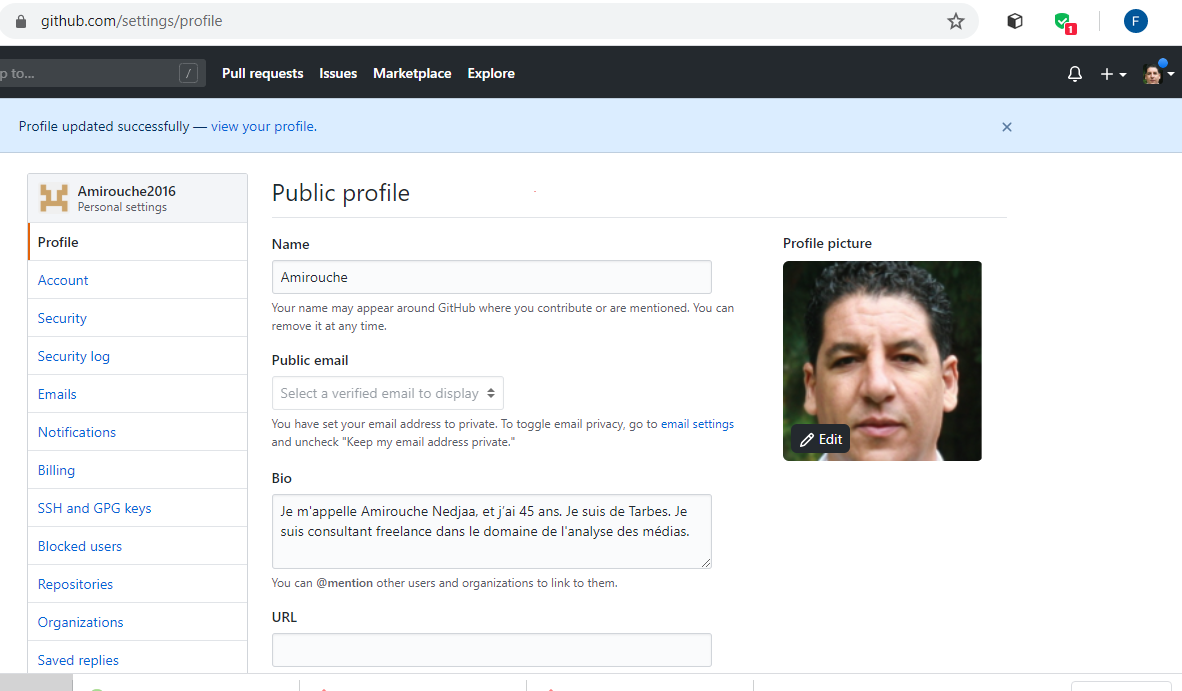 github.com/settings/profile
1
F
p to...
/
Pull requests
Issues
Marketplace
Explore
Profile updated successfully — view your profile.
Amirouche2016
Personal settings
Profile
Account
Security
Security log
Emails
Notifications
Billing
SSH and GPG keys
Blocked users
Repositories
Organizations
Saved replies
Public profile
Name
Amirouche
Your name may appear around GitHub where you contribute or are mentioned. You can
remove it at any time.
Public email
Select a verified email to display
You have set your email address to private. To toggle email privacy, go to email settings
and uncheck "Keep my email address private."
Bio
Je m'appelle Amirouche Nedjaa, et j'ai 45 ans. Je suis de Tarbes. Je
suis consultant freelance dans le domaine de l'analyse des médias.
You can @mention other users and organizations to link to them.
URL
Profile picture
Edit